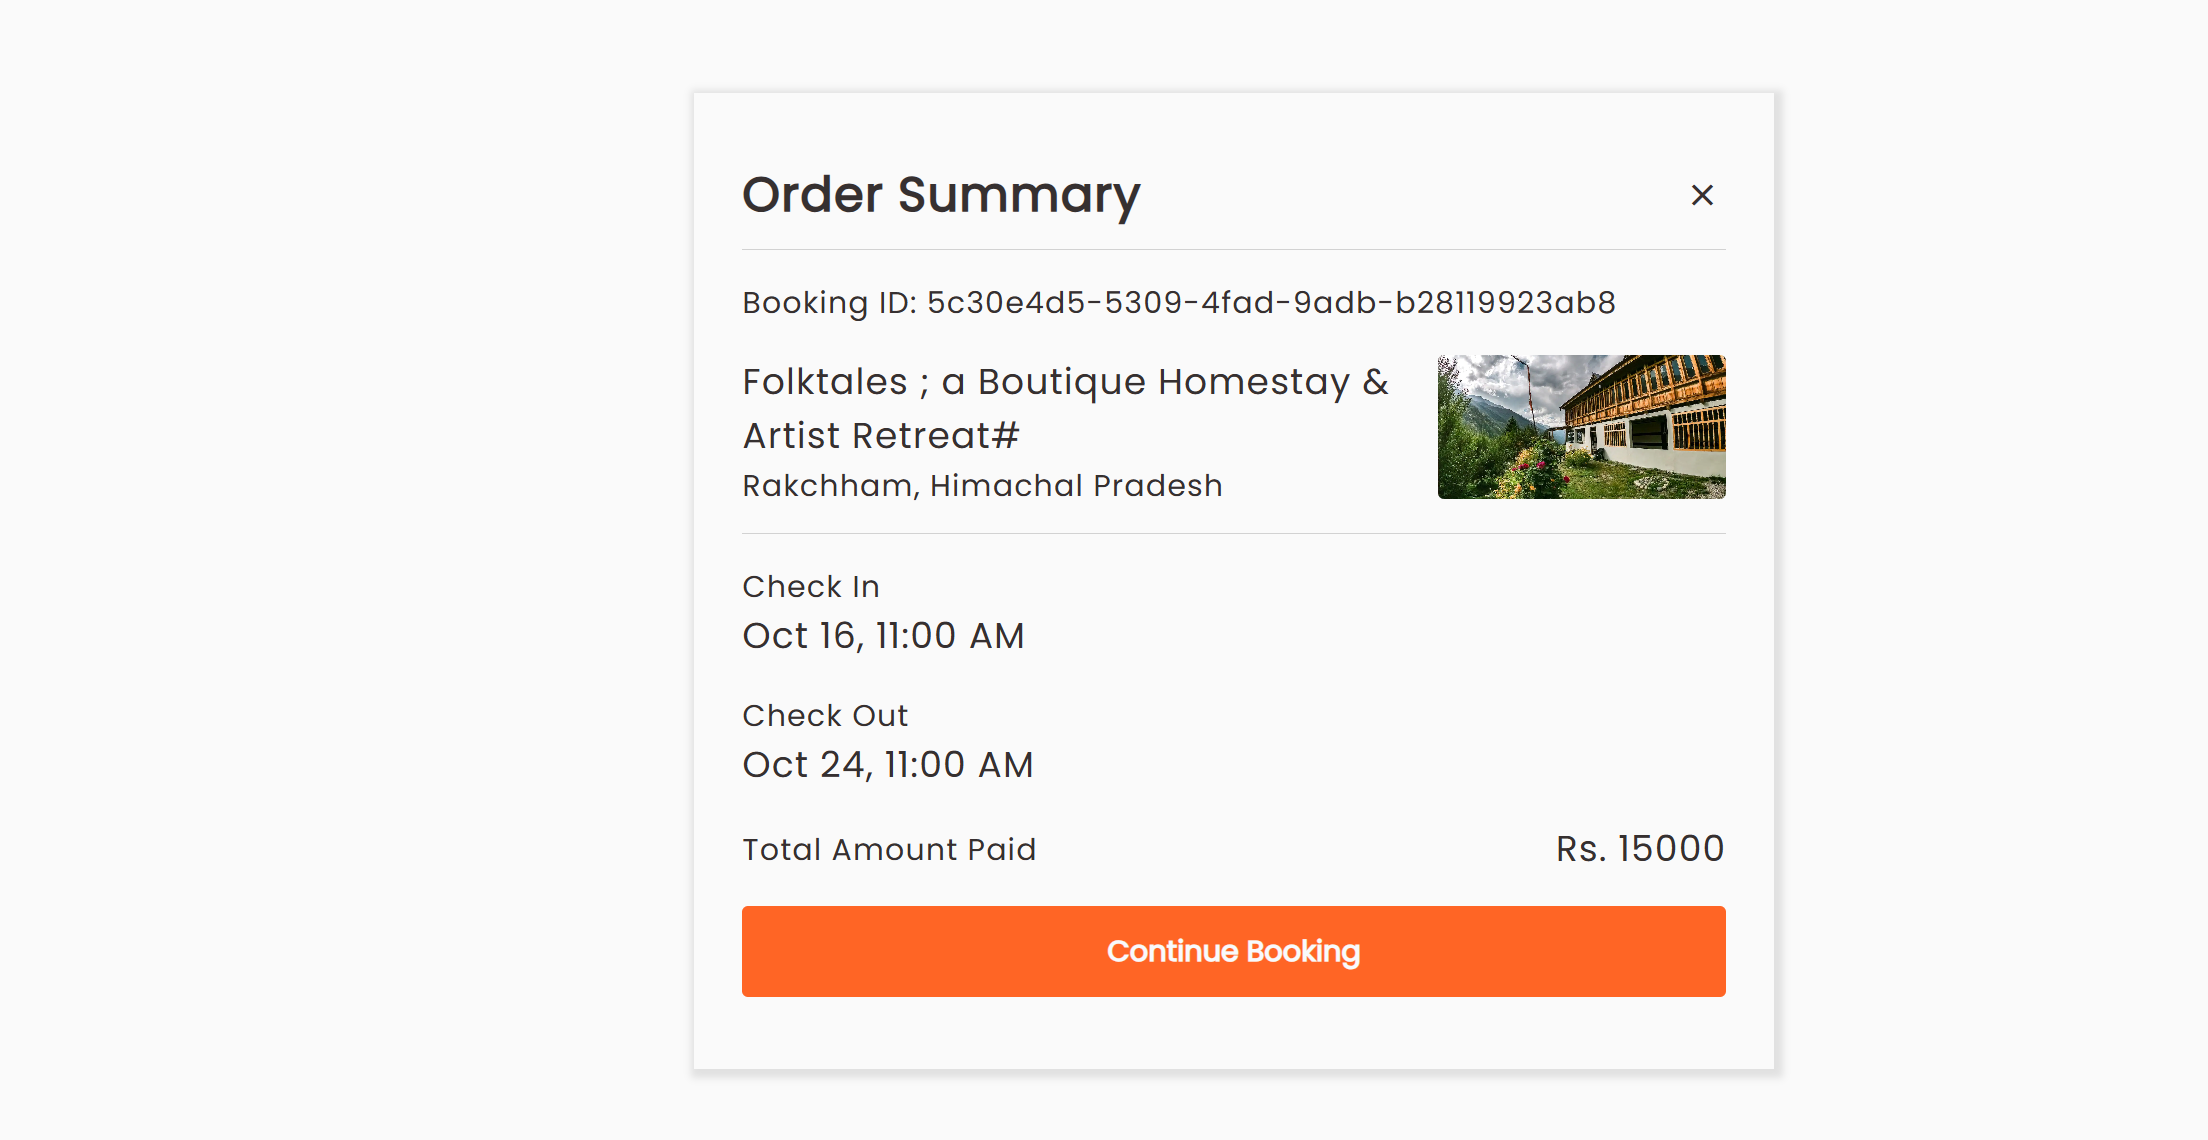 Order Summary
Booking ID: 5c30e4d5-5309-4fad-9adb-b28119923ab8
Folktales ; a Boutique Homestay &
Artist Retreat#
Rakchham, Himachal Pradesh
Check In
Oct 16, 11:00 AM
Check Out
Oct 24, 11:00 AM
Total Amount Paid Rs. 15000
Continue Booking